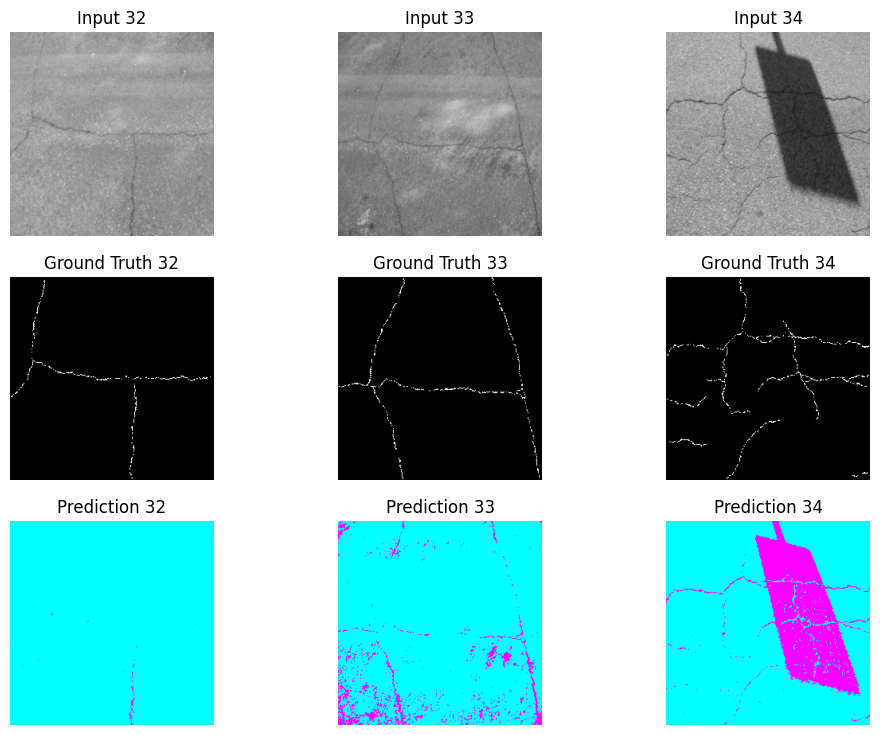 Input 32
Input 33
Input 34
Ground Truth 32
Ground Truth 33
Ground Truth 34
Prediction 32
Prediction 33
Prediction 34